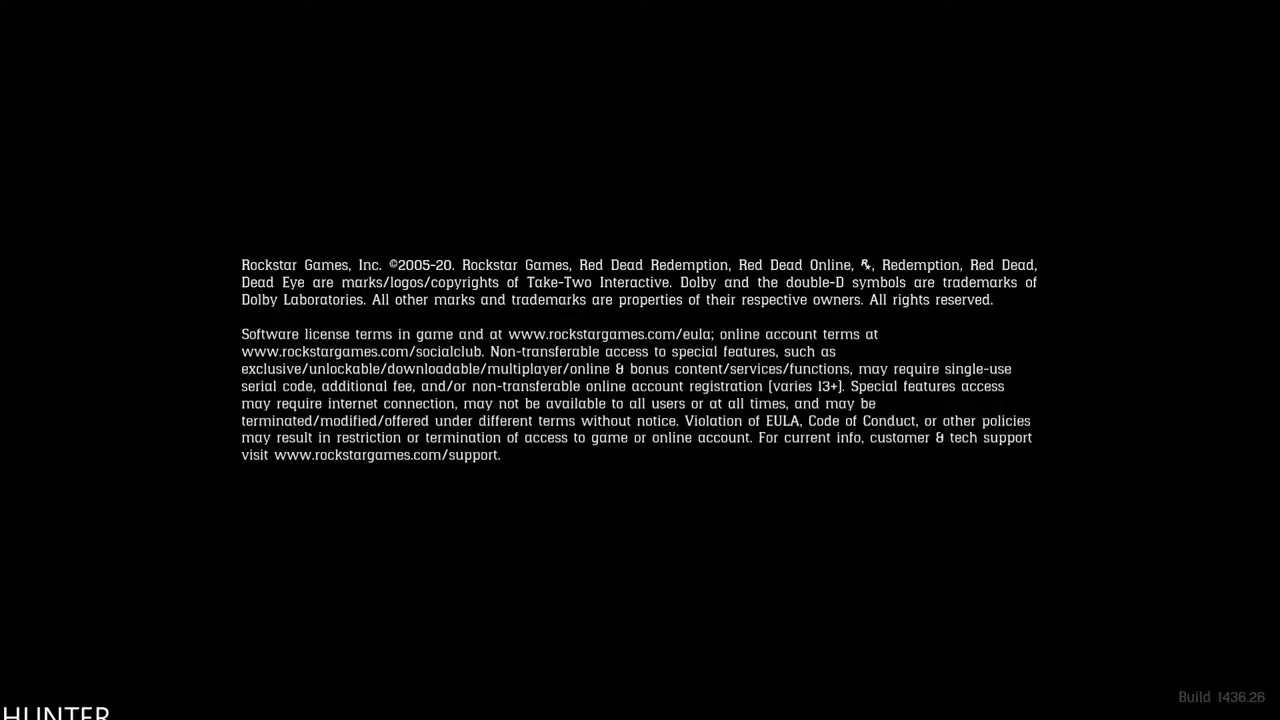 Rockstar Games, Inc. ©2005-20. Rockstar Games, Red Dead Redemption, Red Dead Online, R*, Redemption, Red Dead,
Dead Eye are marks/logos/copyrights of Take-Two Interactive. Dolby and the double-D symbols are trademarks of
Dolby Laboratories. All other marks and trademarks are properties of their respective owners. All rights reserved.
Software license terms in game and at www.rockstargames.com/eula; online account terms at
www.rockstargames.com/socialclub. Non-transferable access to special features, such as
exclusive/unlockable/downloadable/multiplayer/online & bonus content/services/functions, may require single-use
serial code, additional fee, and/or non-transferable online account registration (varies 13+). Special features access
may require internet connection, may not be available to all users or at all times, and may be
terminated/modified/offered under different terms without notice. Violation of EULA, Code of Conduct, or other policies
may result in restriction or termination of access to game or online account. For current info, customer & tech support
visit www.rockstargames.com/support.
Build 1436.26
HUNTER